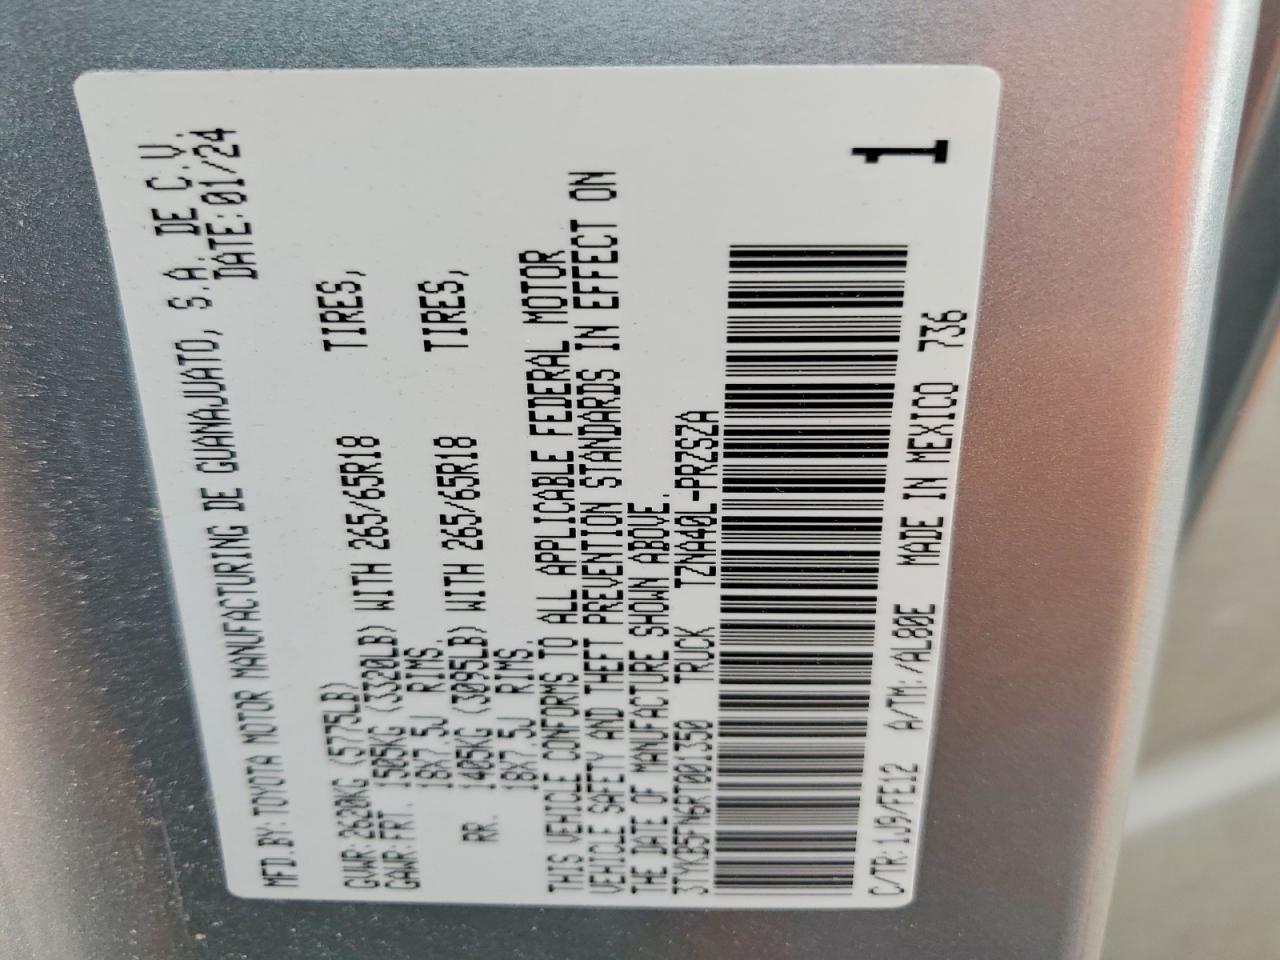 MFD.BY: TOYOTA MOTOR MANUFACTURING DE GUANAJUATO, S.A. DE C.V.
DATE: 01/24
GVWR: 2620KG (5775LB)
GAWR: FRT. 1505KG (3320LB) WITH 265/65R18 TIRES,
18X7.5J RIMS.
RR. 1405KG (3095LB) WITH 265/65R18 TIRES,
18X7.5J RIMS.
THIS VEHICLE CONFORMS TO ALL APPLICABLE FEDERAL MOTOR
VEHICLE SAFETY AND THEFT PREVENTION STANDARDS IN EFFECT ON
THE DATE OF MANUFACTURE SHOWN ABOVE.
TRUCK TZNA40L-PRZSZA
C/TR: 1J9/FE12 A/TM: /AL80E MADE IN MEXICO 736
1